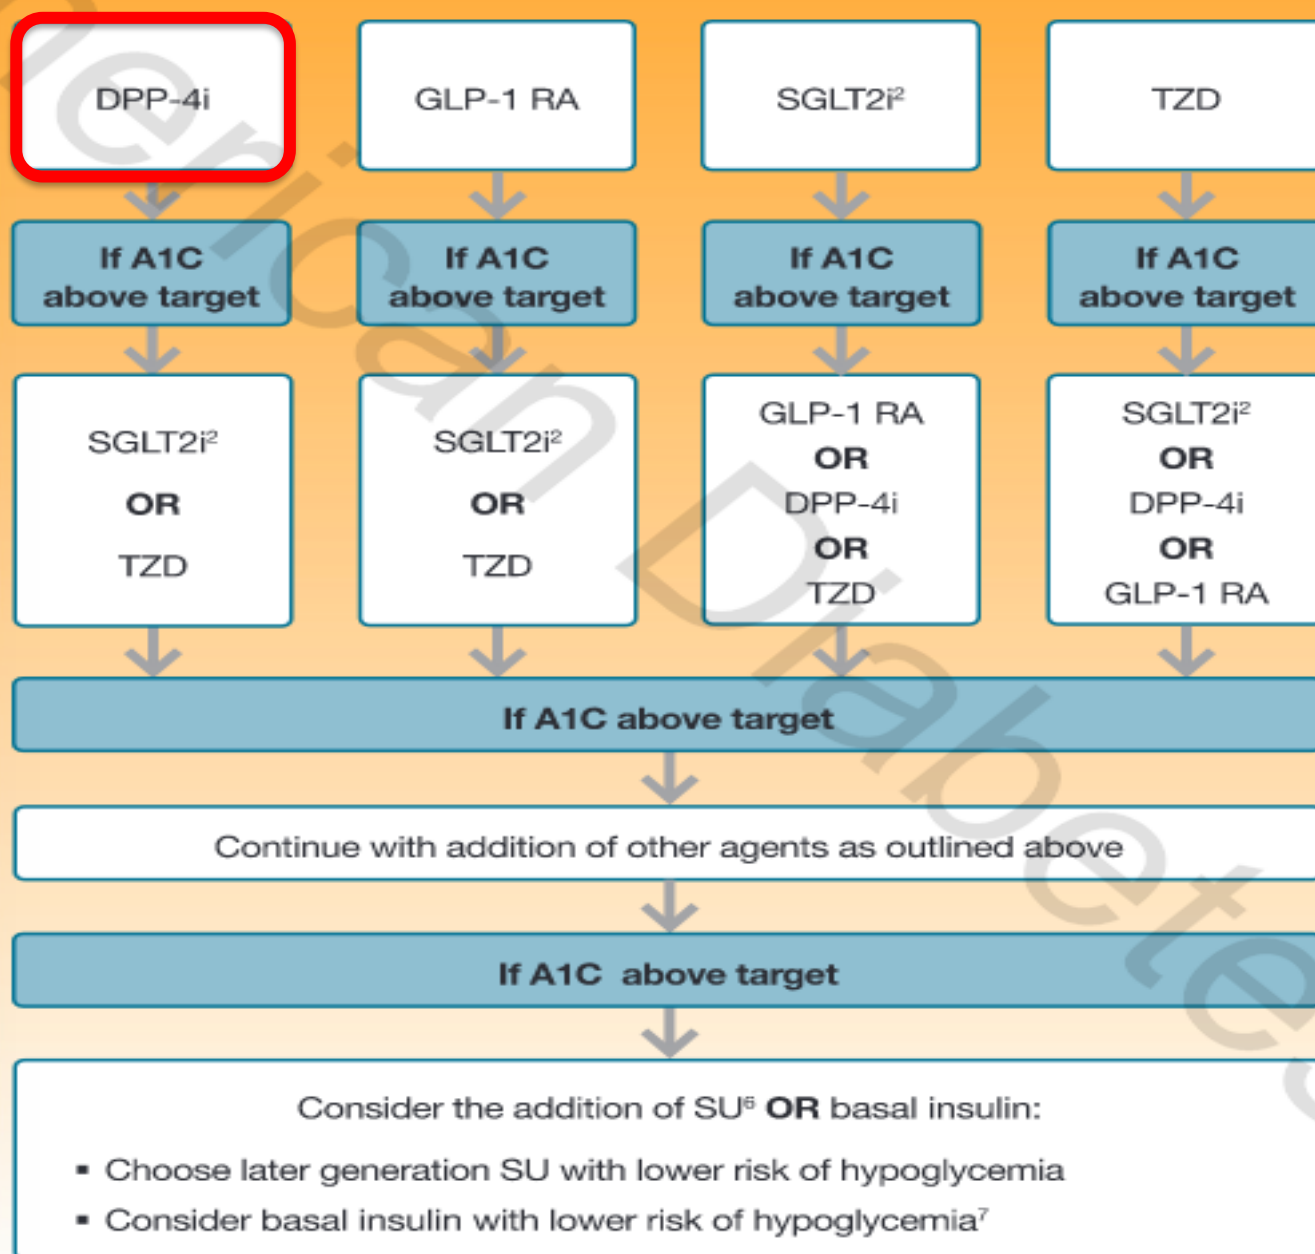 DPP-4i
GLP-1 RA
SGLT2i²
TZD
If A1C
above target
If A1C
above target
If A1C
above target
If A1C
above target
SGLT2i²
OR
TZD
SGLT2i²
OR
TZD
GLP-1 RA
OR
DPP-4i
OR
TZD
SGLT2i²
OR
DPP-4i
OR
GLP-1 RA
If A1C above target
Continue with addition of other agents as outlined above
If A1C above target
Consider the addition of SU⁶ OR basal insulin:
▪ Choose later generation SU with lower risk of hypoglycemia
▪ Consider basal insulin with lower risk of hypoglycemia⁷
merican Diabetes